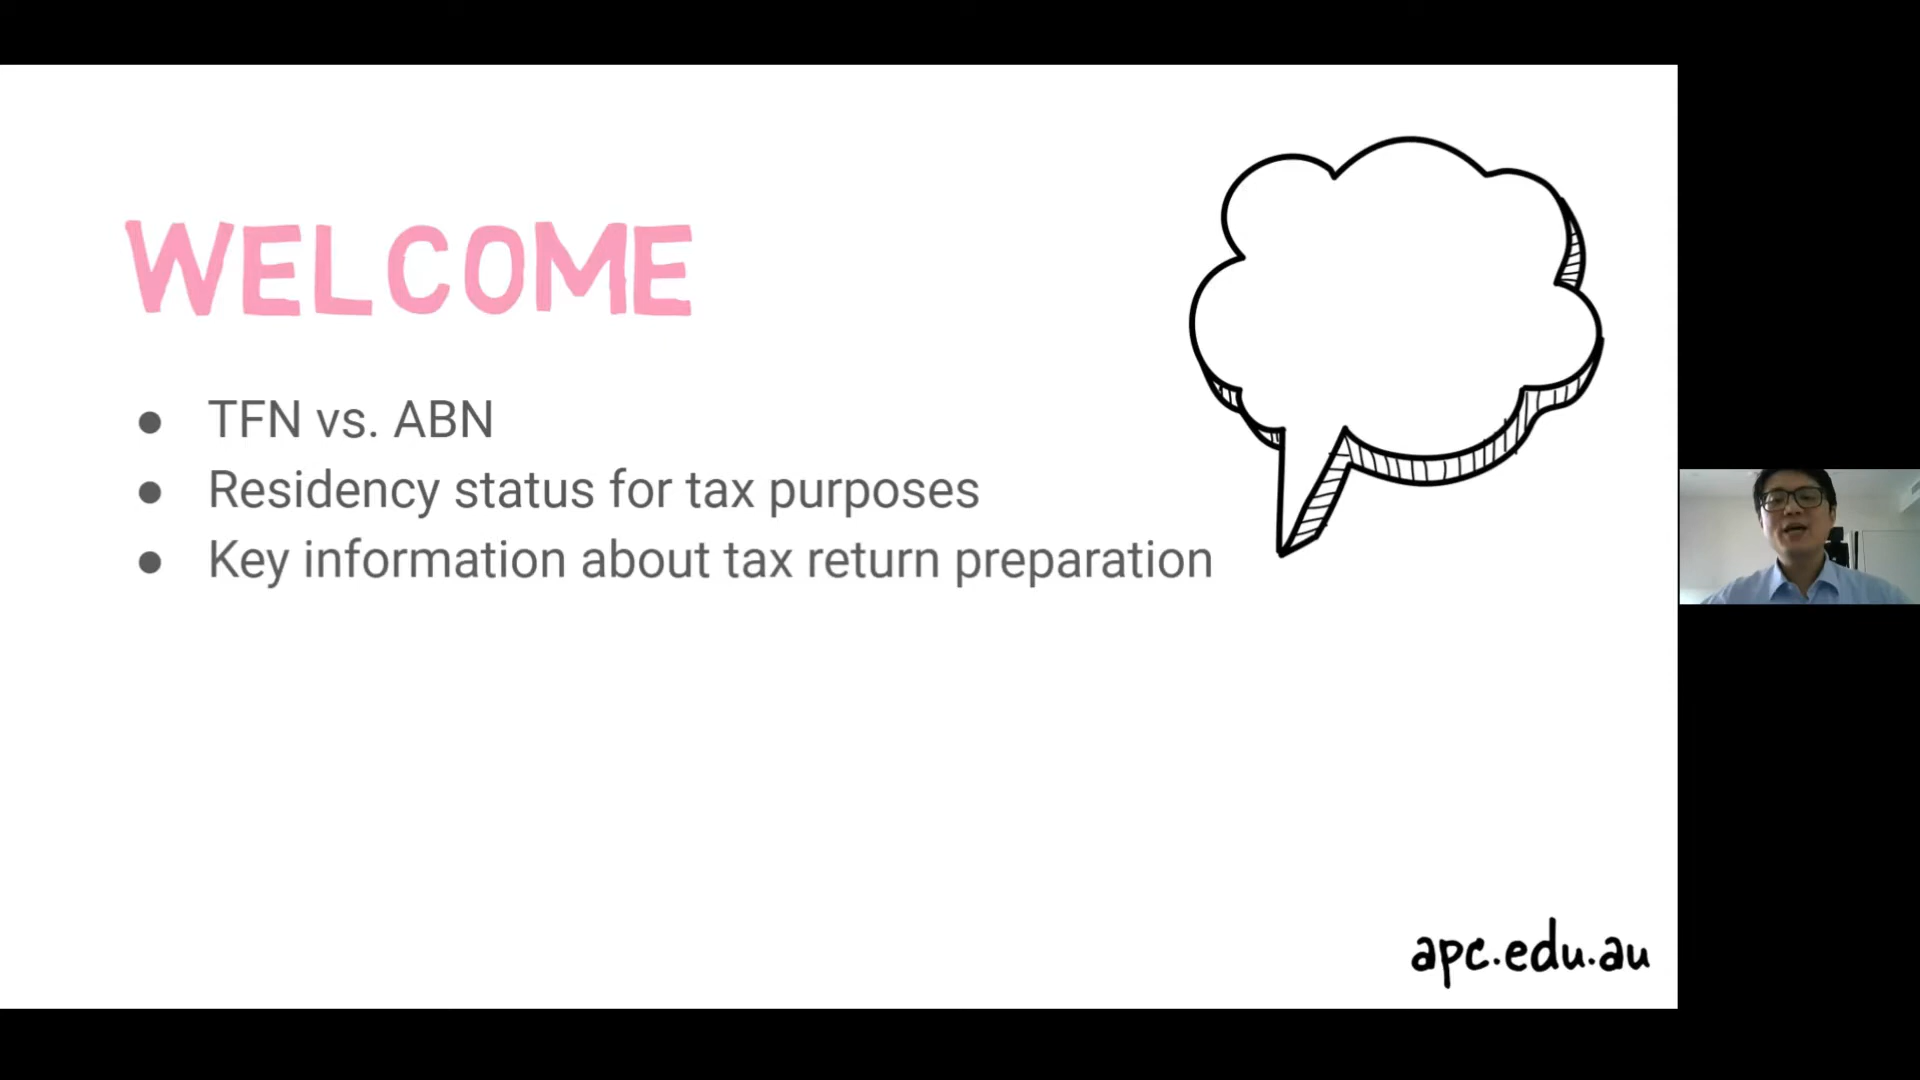 WELCOME
● TFN vs. ABN
● Residency status for tax purposes
● Key information about tax return preparation
apc.edu.au